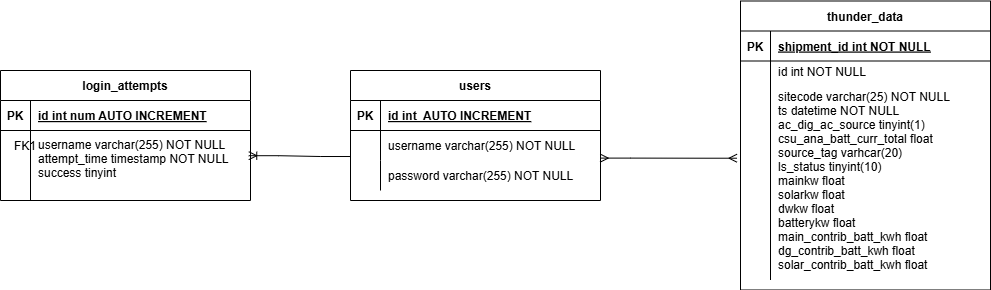 login_attempts
PK
id int num AUTO INCREMENT
FK1
username varchar(255) NOT NULL
attempt_time timestamp NOT NULL
success tinyint
users
PK
id int  AUTO INCREMENT
username varchar(255) NOT NULL
password varchar(255) NOT NULL
thunder_data
PK
shipment_id int NOT NULL
id int NOT NULL
sitecode varchar(25) NOT NULL
ts datetime NOT NULL
ac_dig_ac_source tinyint(1)
csu_ana_batt_curr_total float
source_tag varhcar(20)
ls_status tinyint(10)
mainkw float
solarkw float
dwkw float
batterykw float
main_contrib_batt_kwh float
dg_contrib_batt_kwh float
solar_contrib_batt_kwh float